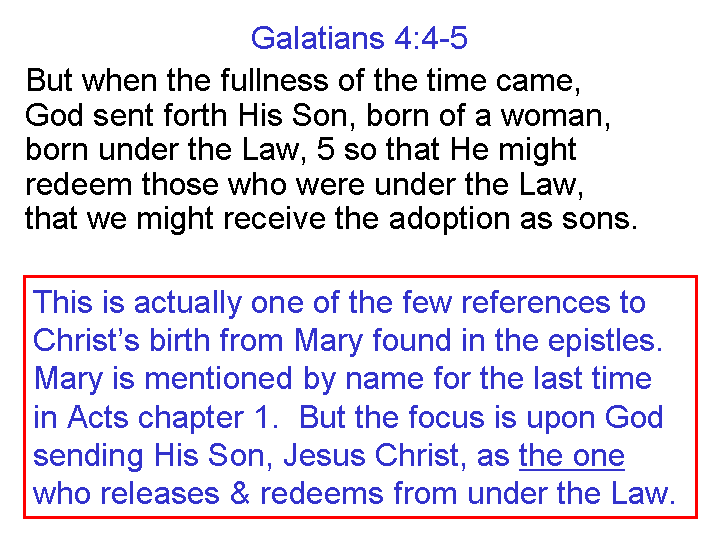 Galatians 4:4-5
But when the fullness of the time came,
God sent forth His Son, born of a woman,
born under the Law, 5 so that He might
redeem those who were under the Law,
that we might receive the adoption as sons.
This is actually one of the few references to
Christ’s birth from Mary found in the epistles.
Mary is mentioned by name for the last time
in Acts chapter 1.  But the focus is upon God
sending His Son, Jesus Christ, as the one
who releases & redeems from under the Law.